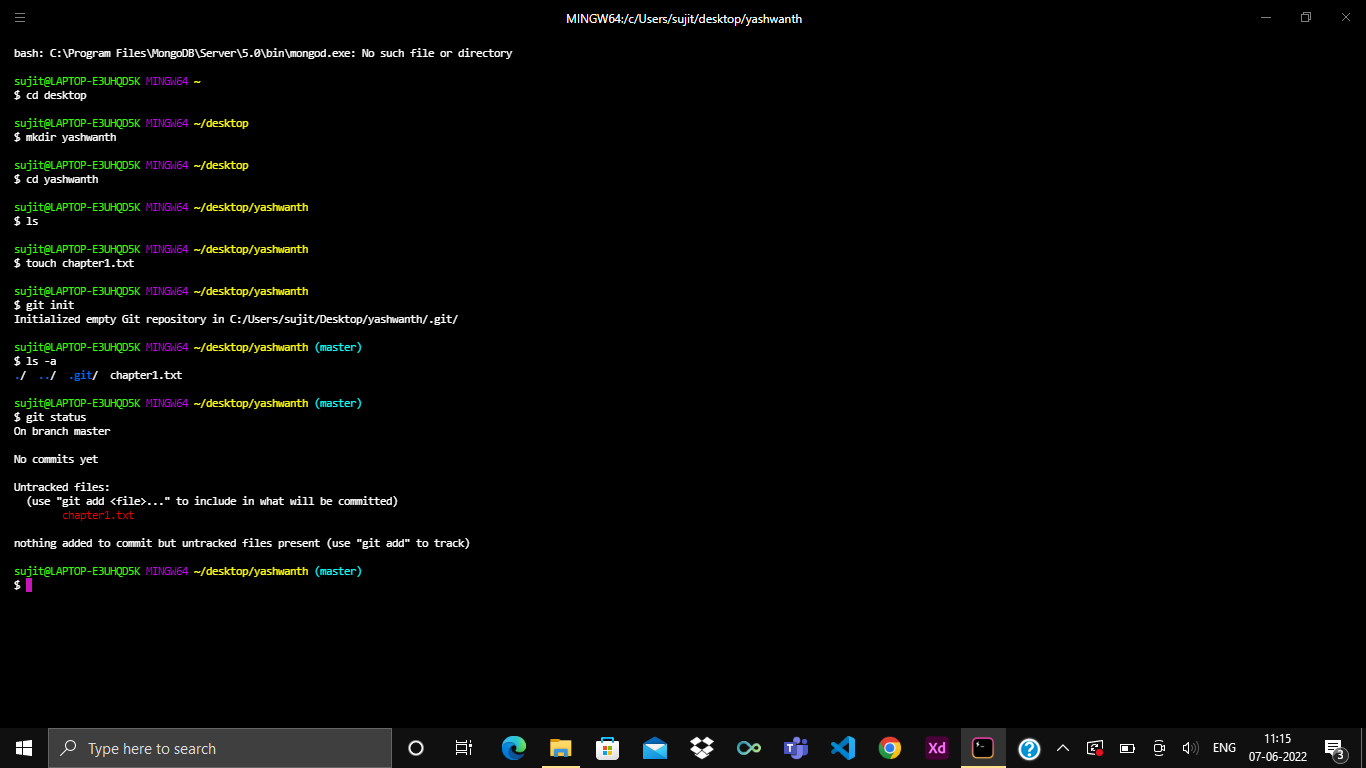 MINGW64:/c/Users/sujit/desktop/yashwanth
bash: C:\Program Files\MongoDB\Server\5.0\bin\mongod.exe: No such file or directory
sujit@LAPTOP-E3UHQD5K MINGW64 ~
$ cd desktop
sujit@LAPTOP-E3UHQD5K MINGW64 ~/desktop
$ mkdir yashwanth
sujit@LAPTOP-E3UHQD5K MINGW64 ~/desktop
$ cd yashwanth
sujit@LAPTOP-E3UHQD5K MINGW64 ~/desktop/yashwanth
$ ls
sujit@LAPTOP-E3UHQD5K MINGW64 ~/desktop/yashwanth
$ touch chapter1.txt
sujit@LAPTOP-E3UHQD5K MINGW64 ~/desktop/yashwanth
$ git init
Initialized empty Git repository in C:/Users/sujit/Desktop/yashwanth/.git/
sujit@LAPTOP-E3UHQD5K MINGW64 ~/desktop/yashwanth (master)
$ ls -a
./  ../  .git/  chapter1.txt
sujit@LAPTOP-E3UHQD5K MINGW64 ~/desktop/yashwanth (master)
$ git status
On branch master
No commits yet
Untracked files:
  (use "git add <file>..." to include in what will be committed)
        chapter1.txt
nothing added to commit but untracked files present (use "git add" to track)
sujit@LAPTOP-E3UHQD5K MINGW64 ~/desktop/yashwanth (master)
$
Type here to search
Xd
ENG
11:15
07-06-2022
3